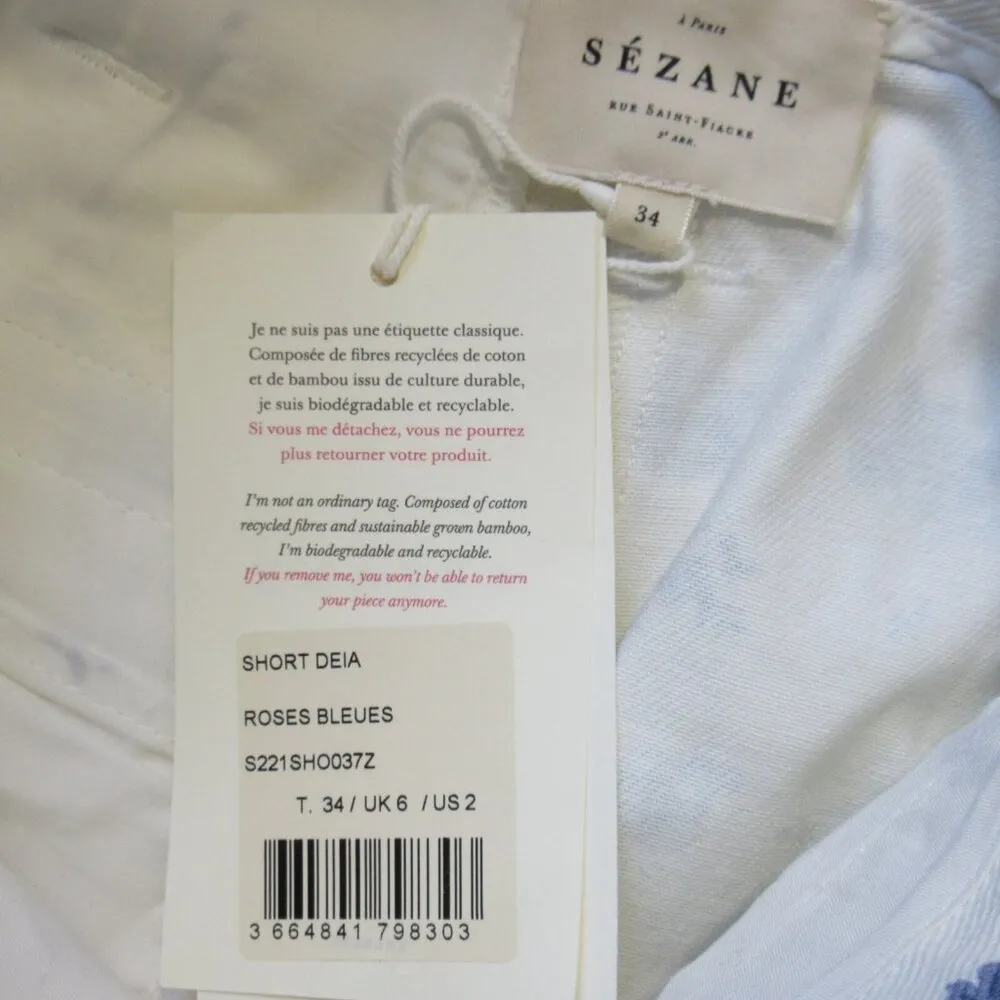 À PARIS
SÉZANE
RUE SAINT-FIACRE
2e ARR.
34
Je ne suis pas une étiquette classique.
Composée de fibres recyclées de coton
et de bambou issu de culture durable,
je suis biodégradable et recyclable.
Si vous me détachez, vous ne pourrez
plus retourner votre produit.
I'm not an ordinary tag. Composed of cotton
recycled fibres and sustainable grown bamboo,
I'm biodegradable and recyclable.
If you remove me, you won't be able to return
your piece anymore.
SHORT DEIA
ROSES BLEUES
S221SHO037Z
T. 34 / UK 6 / US 2
3 664841 798303